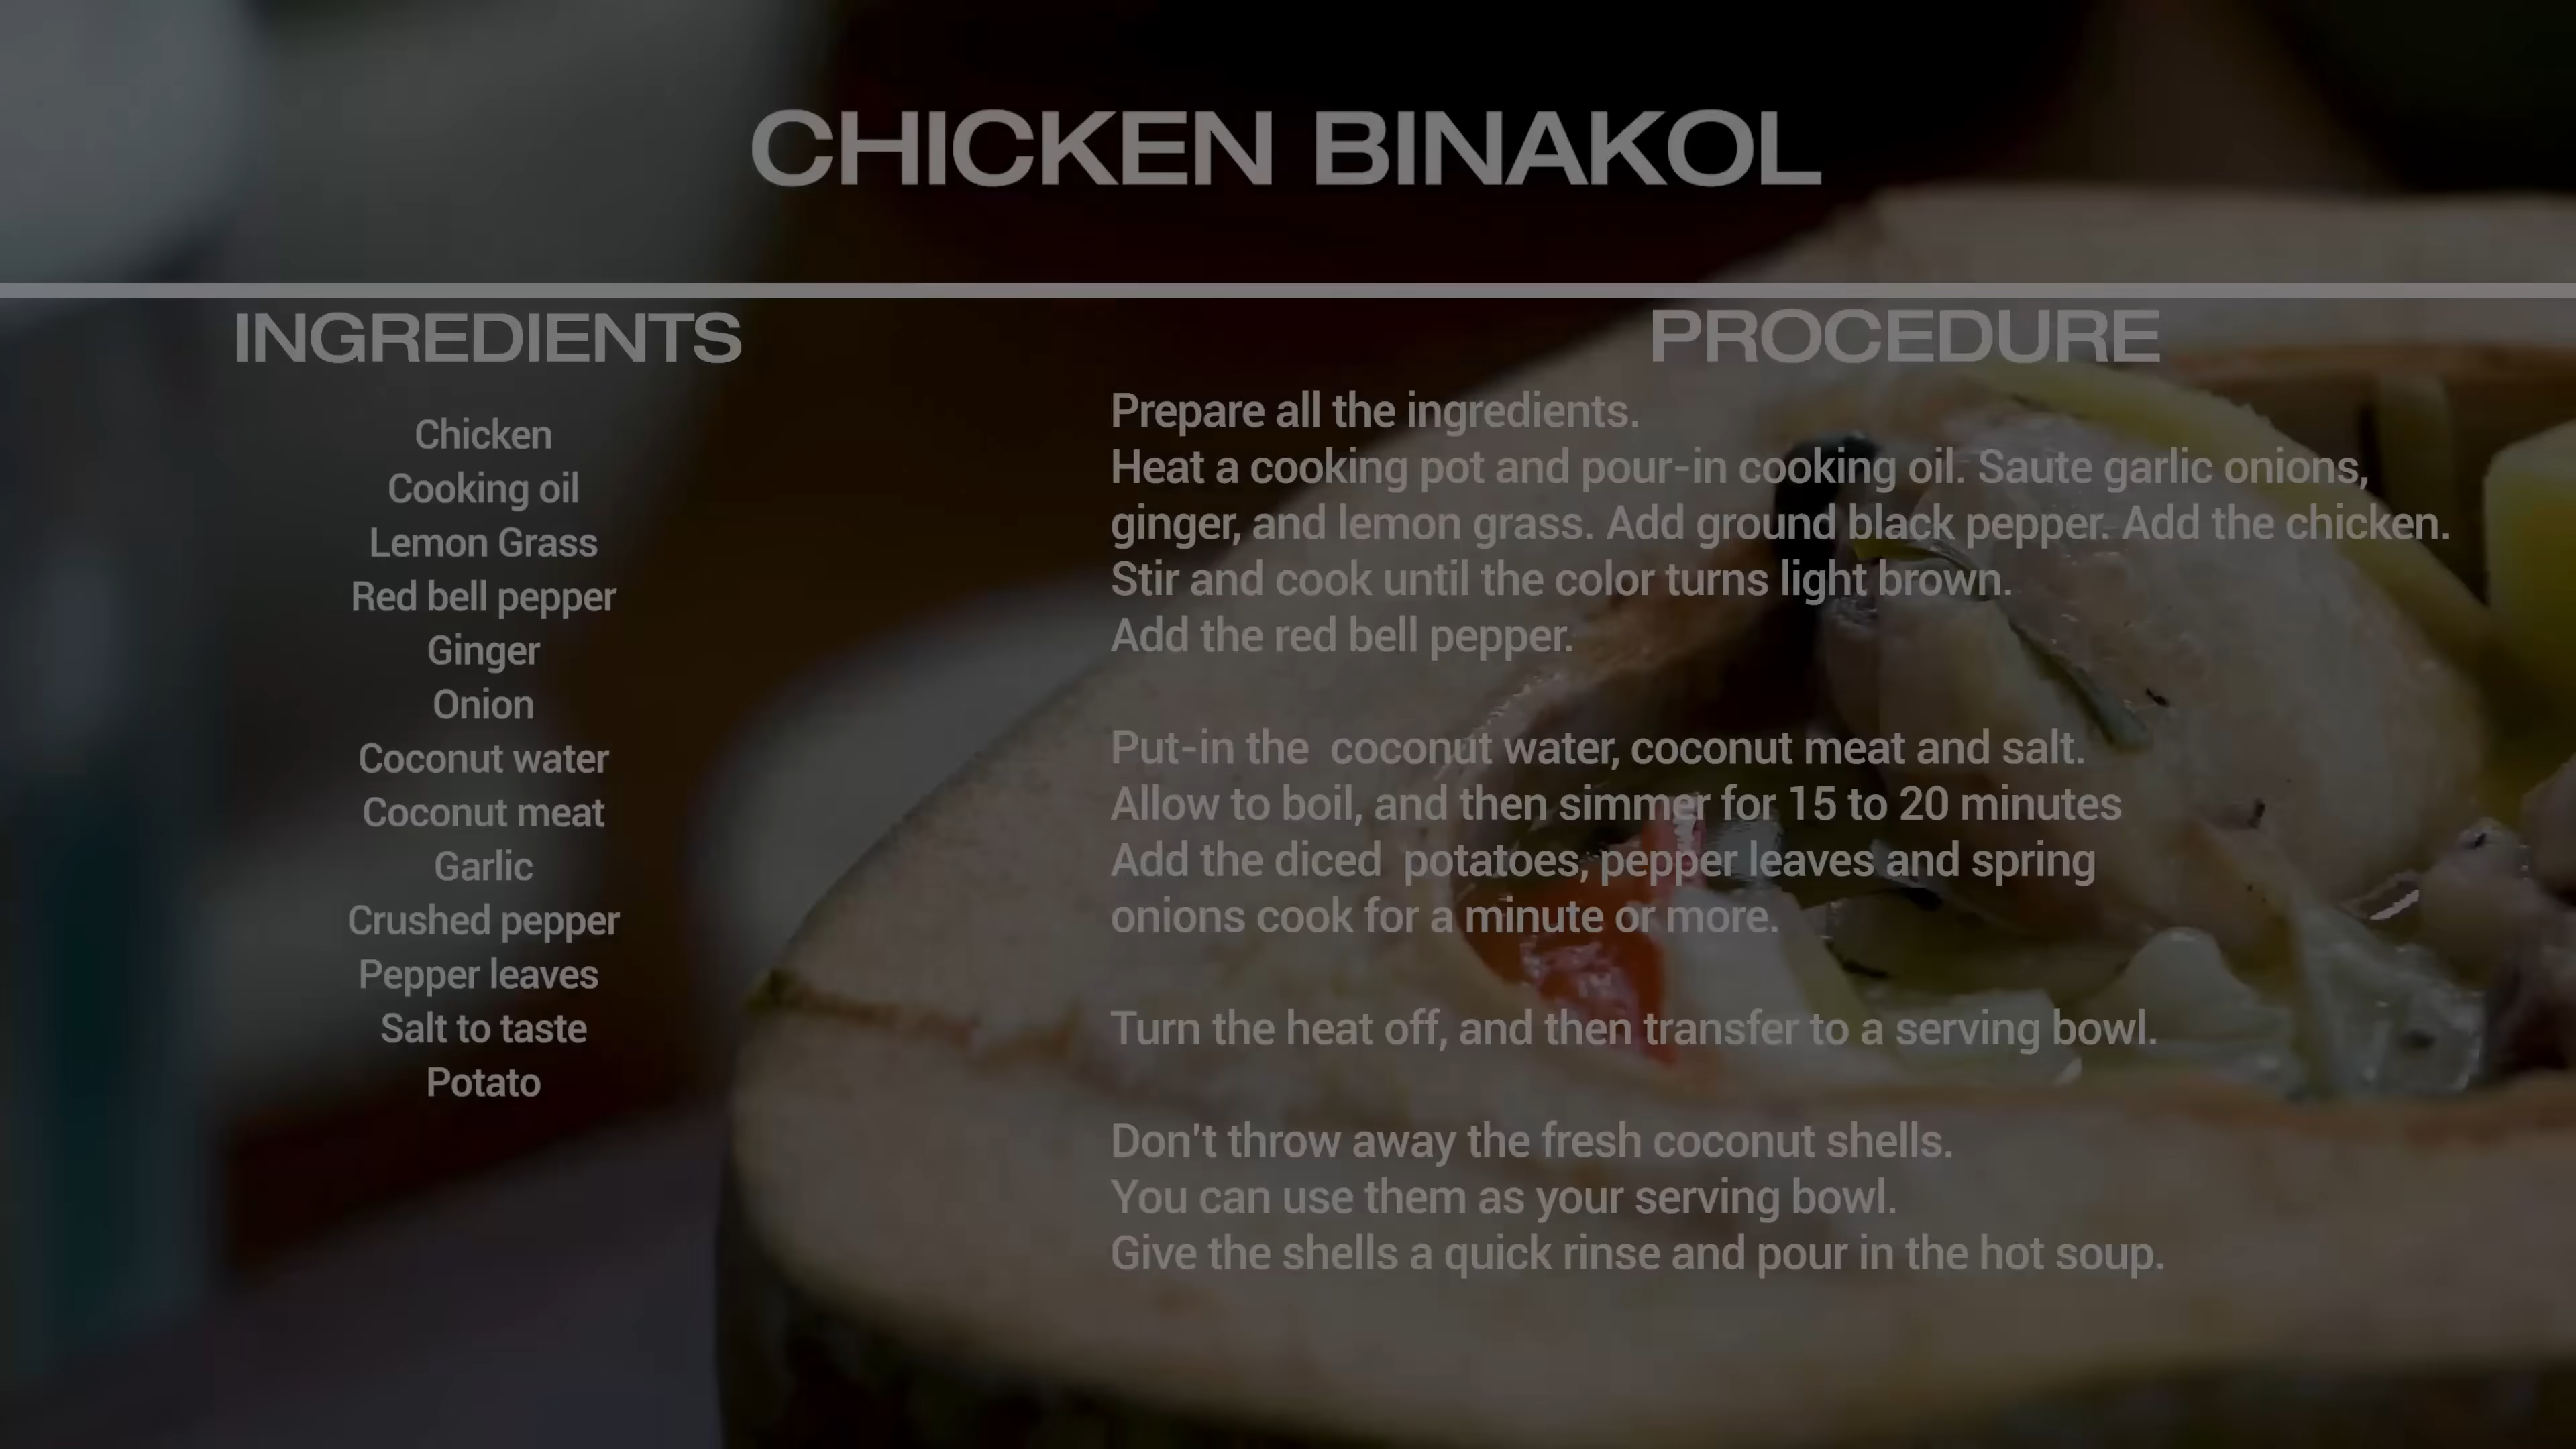 CHICKEN BINAKOL
INGREDIENTS
Chicken
Cooking oil
Lemon Grass
Red bell pepper
Ginger
Onion
Coconut water
Coconut meat
Garlic
Crushed pepper
Pepper leaves
Salt to taste
Potato
PROCEDURE
Prepare all the ingredients.
Heat a cooking pot and pour-in cooking oil. Saute garlic onions,
ginger, and lemon grass. Add ground black pepper. Add the chicken.
Stir and cook until the color turns light brown.
Add the red bell pepper.
Put-in the  coconut water, coconut meat and salt.
Allow to boil, and then simmer for 15 to 20 minutes
Add the diced  potatoes, pepper leaves and spring
onions cook for a minute or more.
Turn the heat off, and then transfer to a serving bowl.
Don't throw away the fresh coconut shells.
You can use them as your serving bowl.
Give the shells a quick rinse and pour in the hot soup.